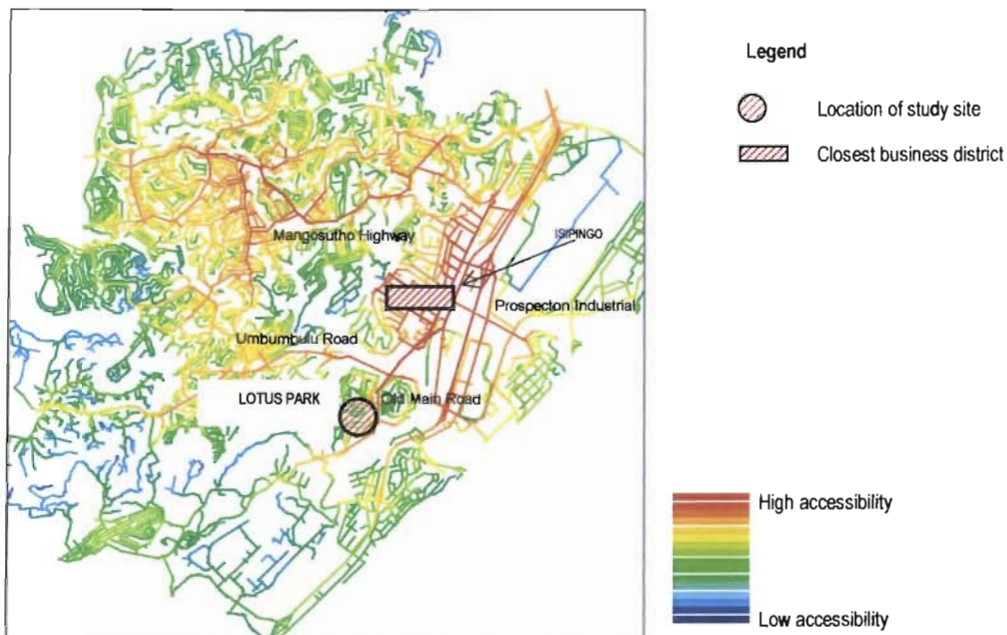 Legend
Location of study site
Closest business district
ISIPINGO
Mangosutho Highway
Prospecton Industrial
Umbumbulu Road
LOTUS PARK
Old Main Road
High accessibility
Low accessibility